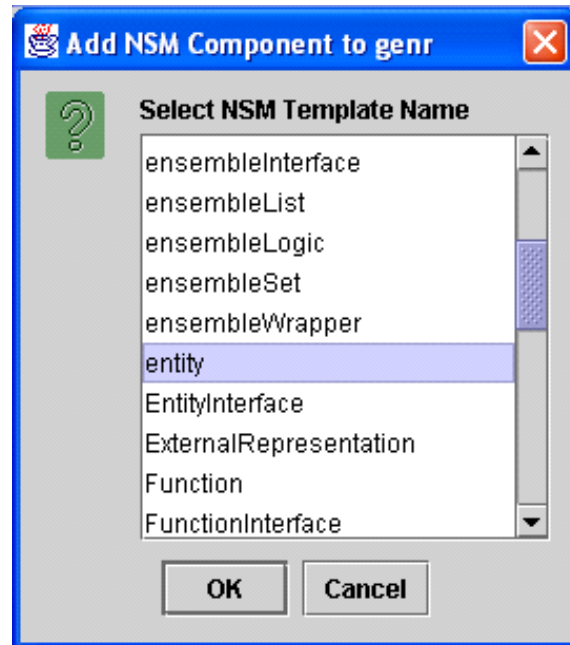 Add NSM Component to genr
Select NSM Template Name
ensembleInterface
ensembleList
ensembleLogic
ensembleSet
ensembleWrapper
entity
EntityInterface
ExternalRepresentation
Function
FunctionInterface
OK Cancel